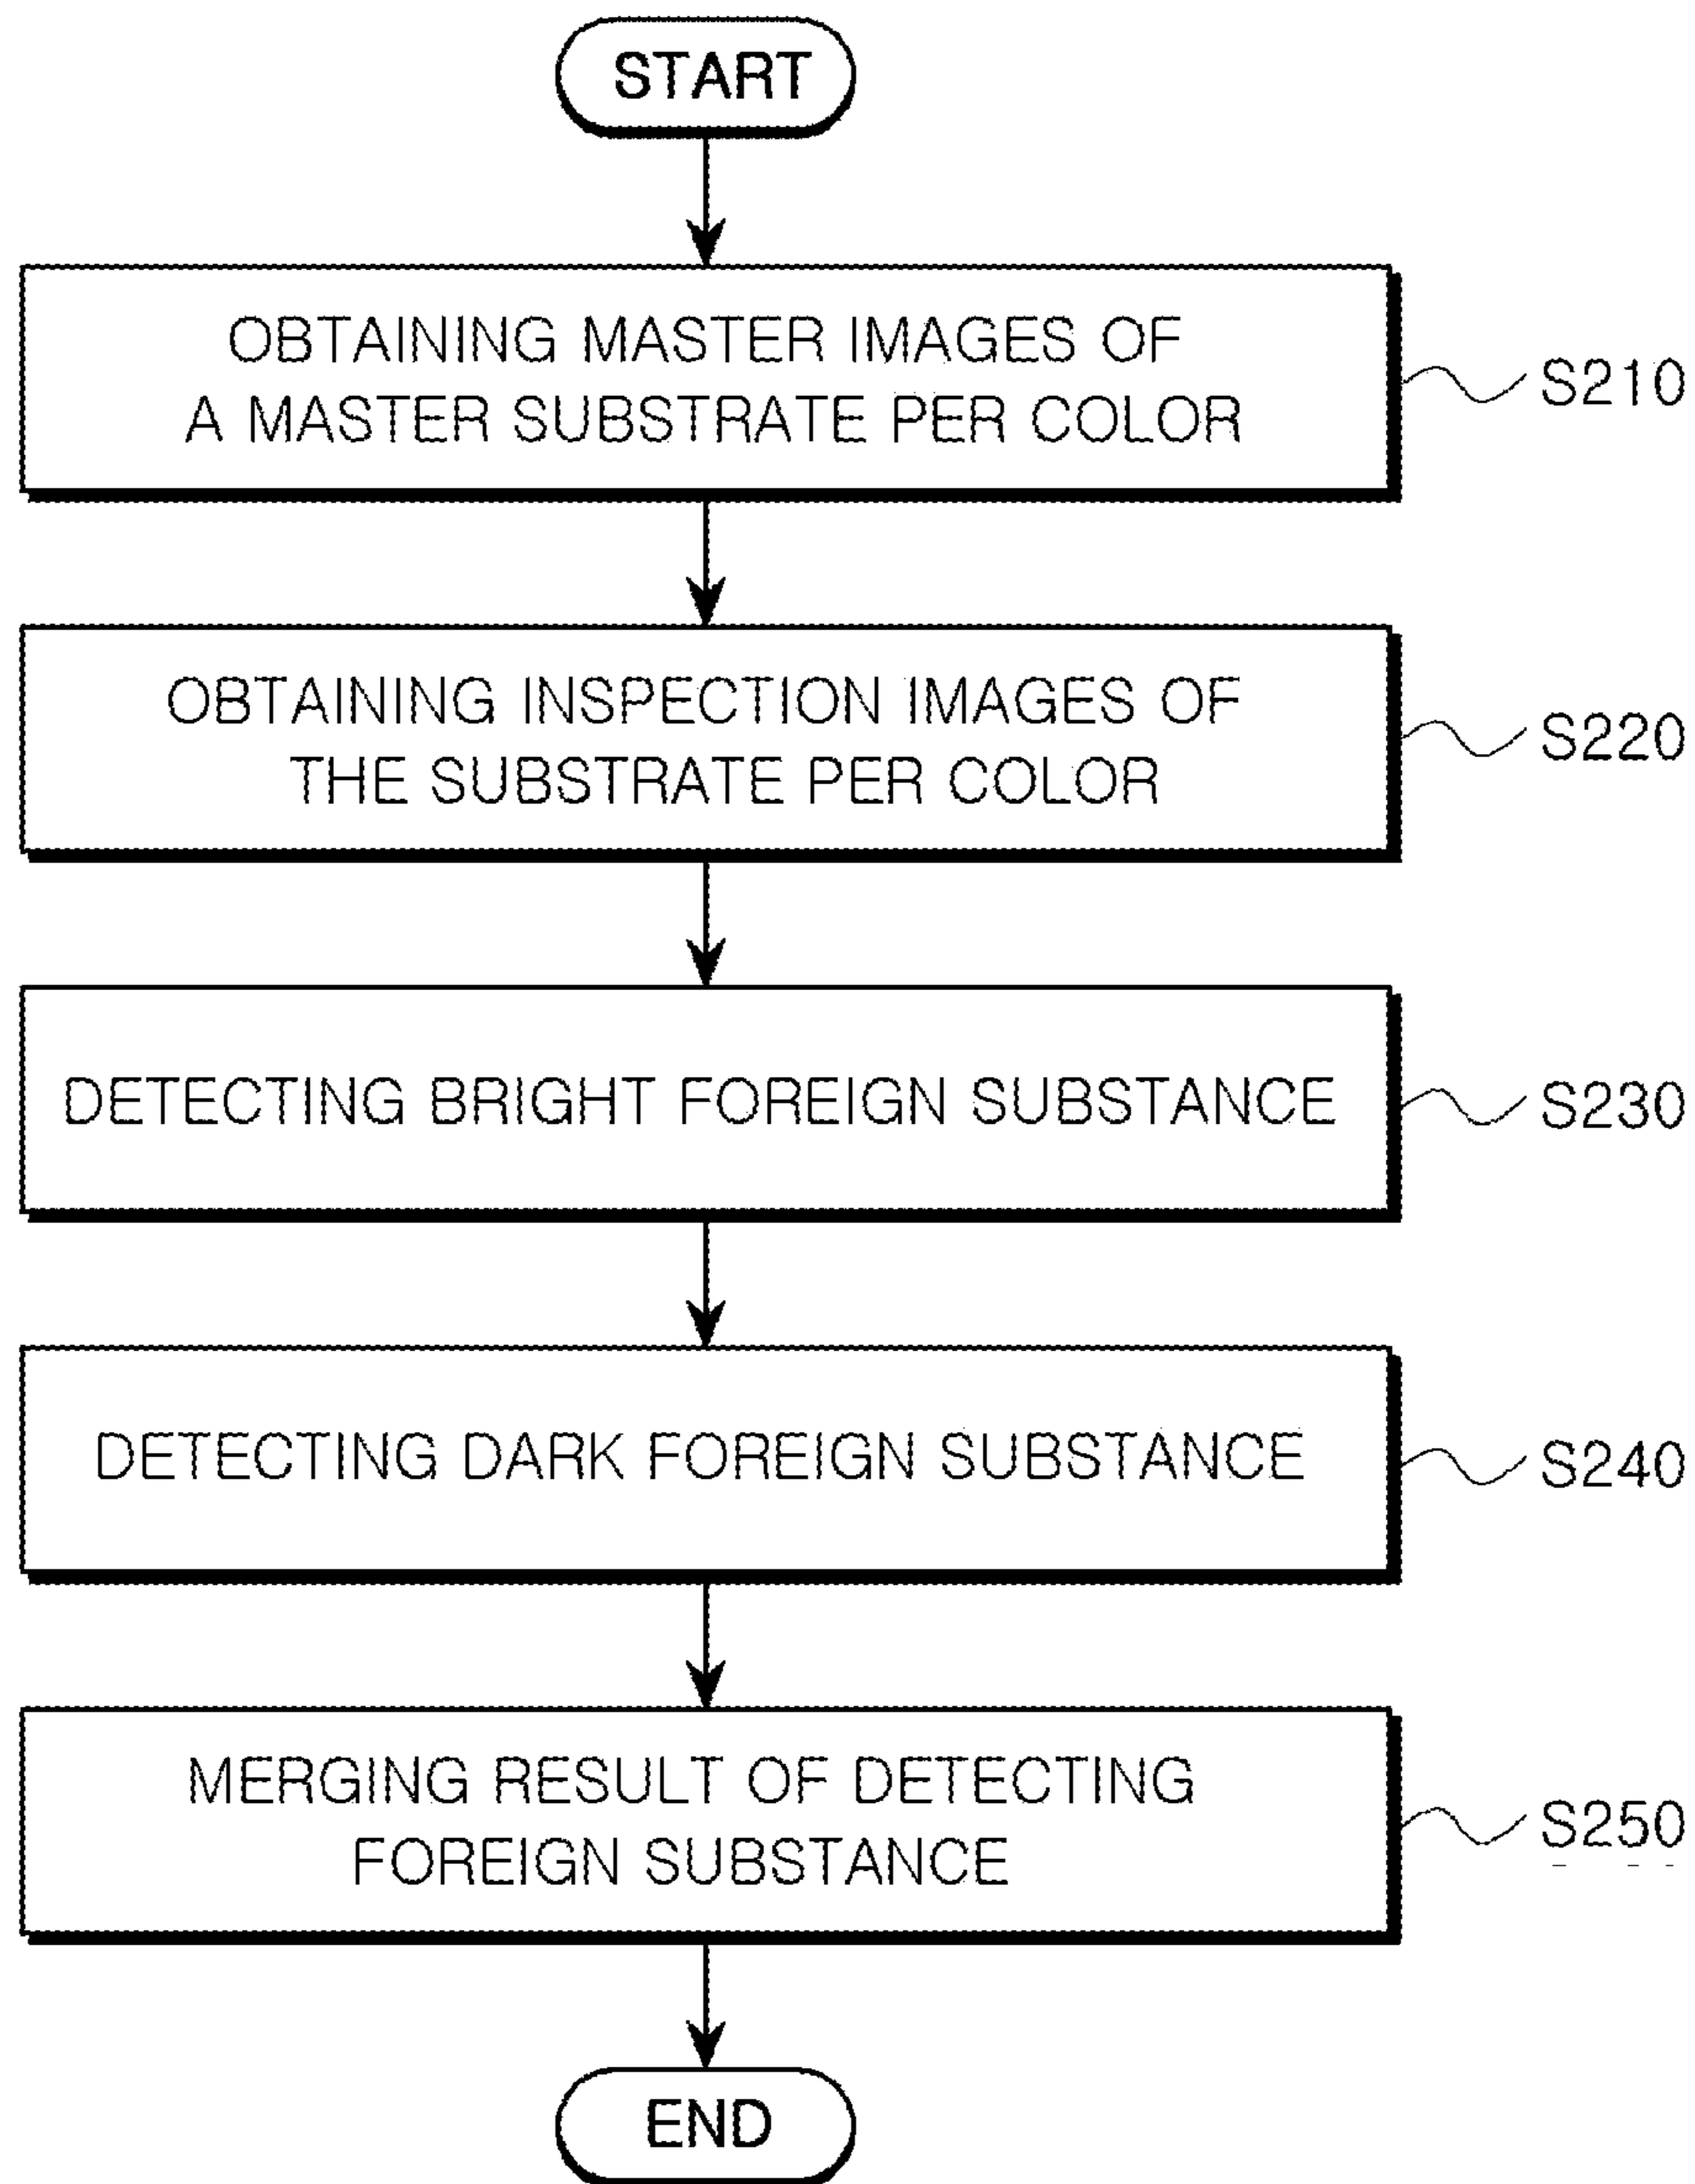 START
OBTAINING MASTER IMAGES OF
A MASTER SUBSTRATE PER COLOR
S210
OBTAINING INSPECTION IMAGES OF
THE SUBSTRATE PER COLOR
S220
DETECTING BRIGHT FOREIGN SUBSTANCE
S230
DETECTING DARK FOREIGN SUBSTANCE
S240
MERGING RESULT OF DETECTING
FOREIGN SUBSTANCE
S250
END